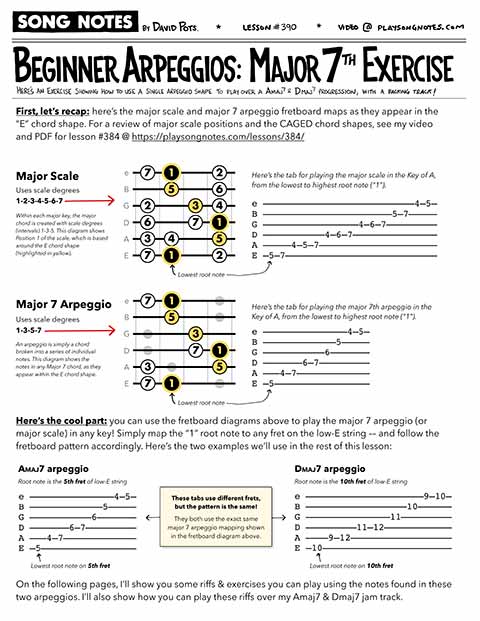 SONG NOTES BY DAVID POTS. * LESSON #390 * VIDEO @ PLAYSONGNOTES.COM
BEGINNER ARPEGGIOS: MAJOR 7TH EXERCISE
HERE'S AN EXERCISE SHOWING HOW TO USE A SINGLE ARPEGGIO SHAPE TO PLAY OVER A AMAJ7 & DMAJ7 PROGRESSION, WITH A BACKING TRACK!
First, let's recap: here's the major scale and major 7 arpeggio fretboard maps as they appear in the
"E" chord shape. For a review of major scale positions and the CAGED chord shapes, see my video
and PDF for lesson #384 @ https://playsongnotes.com/lessons/384/
Major Scale
Uses scale degrees
1-2-3-4-5-6-7
Within each major key, the major
chord is created with scale degrees
(intervals) 1-3-5. This diagram shows
Position 1 of the scale, which is based
around the E chord shape
(highlighted in yellow).
e 7 1 2
B 5 6
G 2 3 4
D 6 7 1
A 3 4 5
E 7 1 2
Lowest root note
Here's the tab for playing the major scale in the Key of A,
from the lowest to highest root note ("1").
e 4-5
B 5-7
G 4-6-7
D 4-6-7
A 4-5-7
E 5-7
Major 7 Arpeggio
Uses scale degrees
1-3-5-7
An arpeggio is simply a chord
broken into a series of individual
notes. This diagram shows the
notes in any Major 7 chord, as they
appear within the E chord shape.
e 7 1
B 5
G 3
D 7 1
A 3 5
E 7 1
Lowest root note
Here's the tab for playing the major 7th arpeggio in the
Key of A, from the lowest to highest root note ("1").
e 4-5
B 5
G 6
D 6-7
A 4-7
E 5
Here's the cool part: you can use the fretboard diagrams above to play the major 7 arpeggio (or
major scale) in any key! Simply map the "1" root note to any fret on the low-E string -- and follow the
fretboard pattern accordingly. Here's the two examples we'll use in the rest of this lesson:
AMAJ7 arpeggio
Root note is the 5th fret of low-E string
e 4-5
B 5
G 6
D 6-7
A 4-7
E 5
Lowest root note on 5th fret
These tabs use different frets,
but the pattern is the same!
They both use the exact same
major 7 arpeggio mapping shown
in the fretboard diagram above.
DMAJ7 arpeggio
Root note is the 10th fret of low-E string
e 9-10
B 10
G 11
D 11-12
A 9-12
E 10
Lowest root note on 10th fret
On the following pages, I'll show you some riffs & exercises you can play using the notes found in these
two arpeggios. I'll also show how you can play these riffs over my Amaj7 & Dmaj7 jam track.